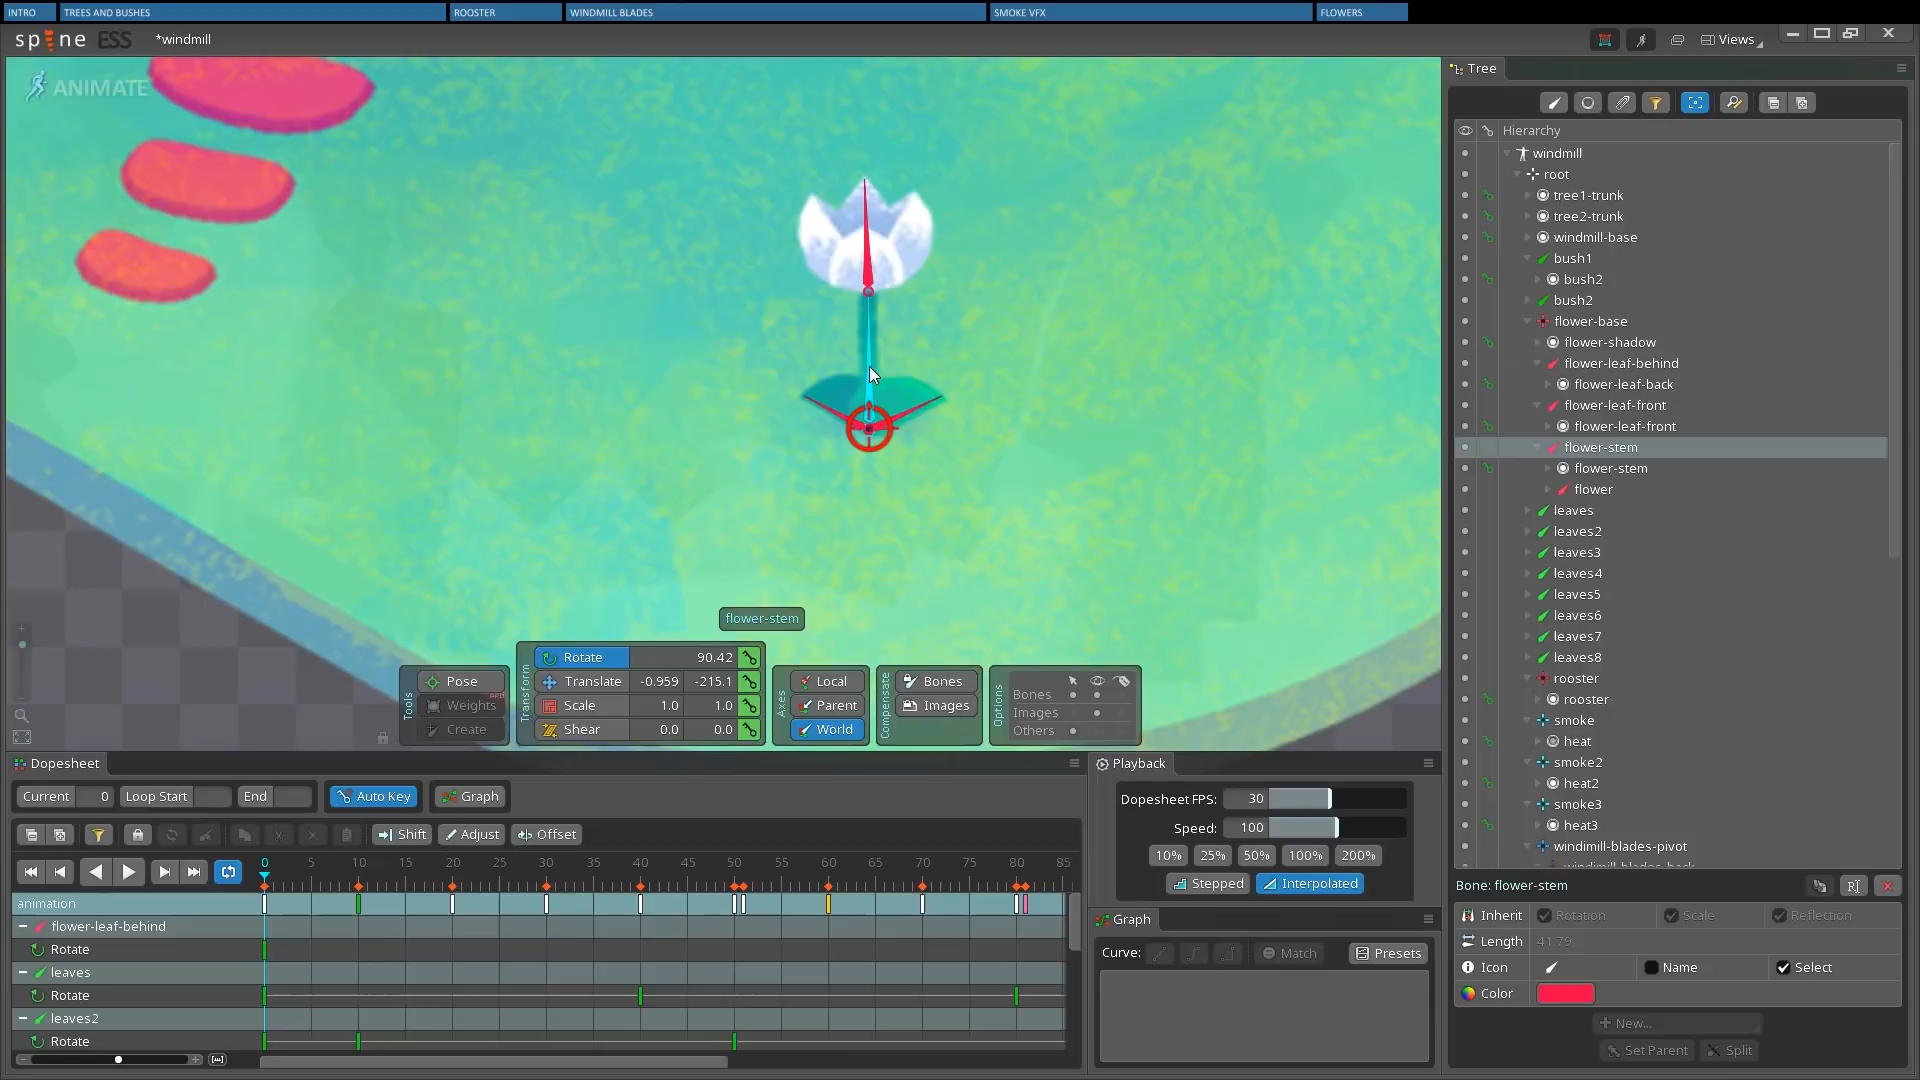 INTRO
TREES AND BUSHES
ROOSTER
WINDMILL BLADES
SMOKE VFX
FLOWERS
spine ESS
*windmill
Views
ANIMATE
Tree
Hierarchy
windmill
root
tree1-trunk
tree2-trunk
windmill-base
bush1
bush2
bush2
flower-base
flower-shadow
flower-leaf-behind
flower-leaf-back
flower-leaf-front
flower-leaf-front
flower-stem
flower-stem
flower
leaves
leaves2
leaves3
leaves4
leaves5
leaves6
leaves7
leaves8
rooster
rooster
smoke
heat
smoke2
heat2
smoke3
heat3
windimill-blades-pivot
flower-stem
Tools
Pose
Weights
PRO
Create
Transform
Rotate 90.42
Translate -0.959 -215.1
Scale 1.0 1.0
Shear 0.0 0.0
Axes
Local
Parent
World
Compensate
Bones
Images
Options
Bones
Images
Others
Dopesheet
Current 0 Loop Start End Auto Key Graph
Shift Adjust Offset
0 5 10 15 20 25 30 35 40 45 50 55 60 65 70 75 80 85
animation
flower-leaf-behind
Rotate
leaves
Rotate
leaves2
Rotate
Playback
Dopesheet FPS: 30
Speed: 100
10% 25% 50% 100% 200%
Stepped Interpolated
Graph
Curve: Match Presets
Bone: flower-stem
Inherit Rotation Scale Reflection
Length 41.79
Icon Name Select
Color
New...
Set Parent Split